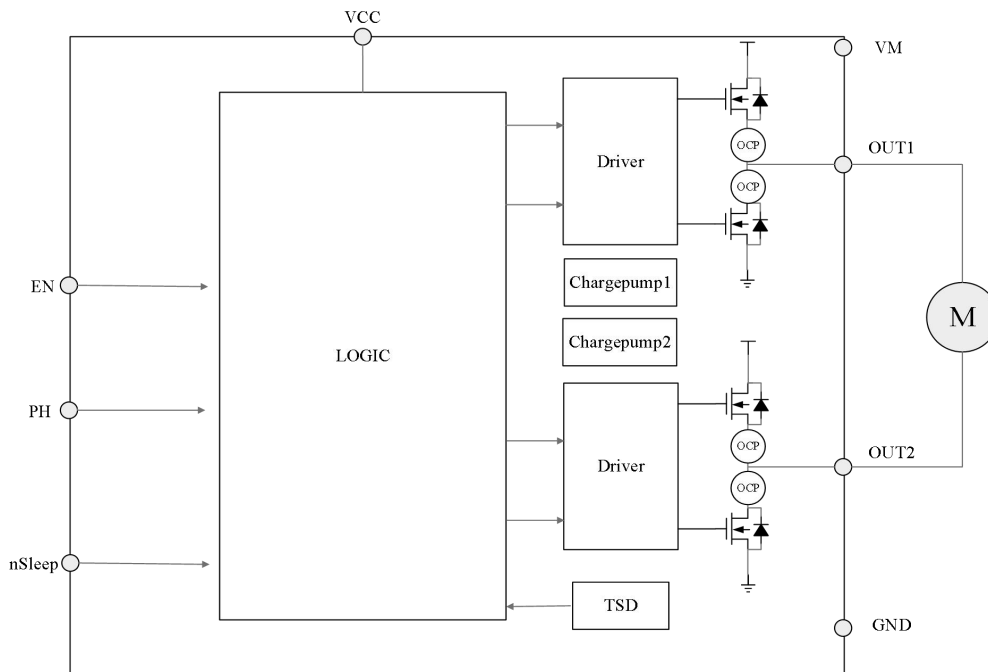 VCC
VM
OCP
OUT1
Driver
OCP
Chargepump1
EN
M
Chargepump2
LOGIC
PH
OCP
OUT2
Driver
OCP
nSleep
TSD
GND